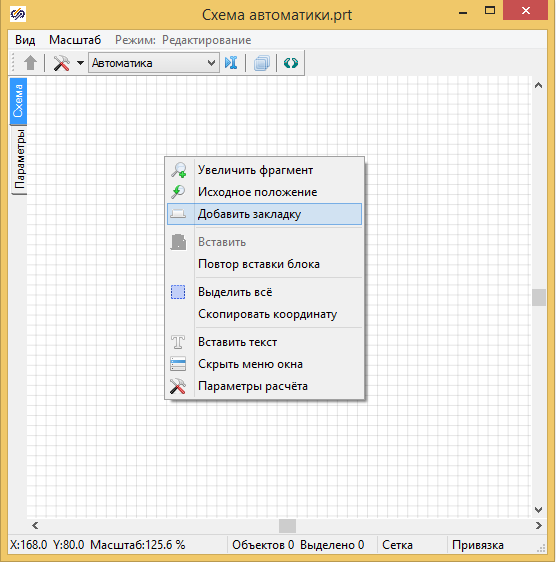 Схема автоматики.prt
Вид Масштаб Режим: Редактирование
Автоматика
Схема
Параметры
Увеличить фрагмент
Исходное положение
Добавить закладку
Вставить
Повтор вставки блока
Выделить всё
Скопировать координату
Вставить текст
Скрыть меню окна
Параметры расчёта
X:168.0 Y:80.0 Масштаб:125.6 % Объектов 0 Выделено 0 Сетка Привязка